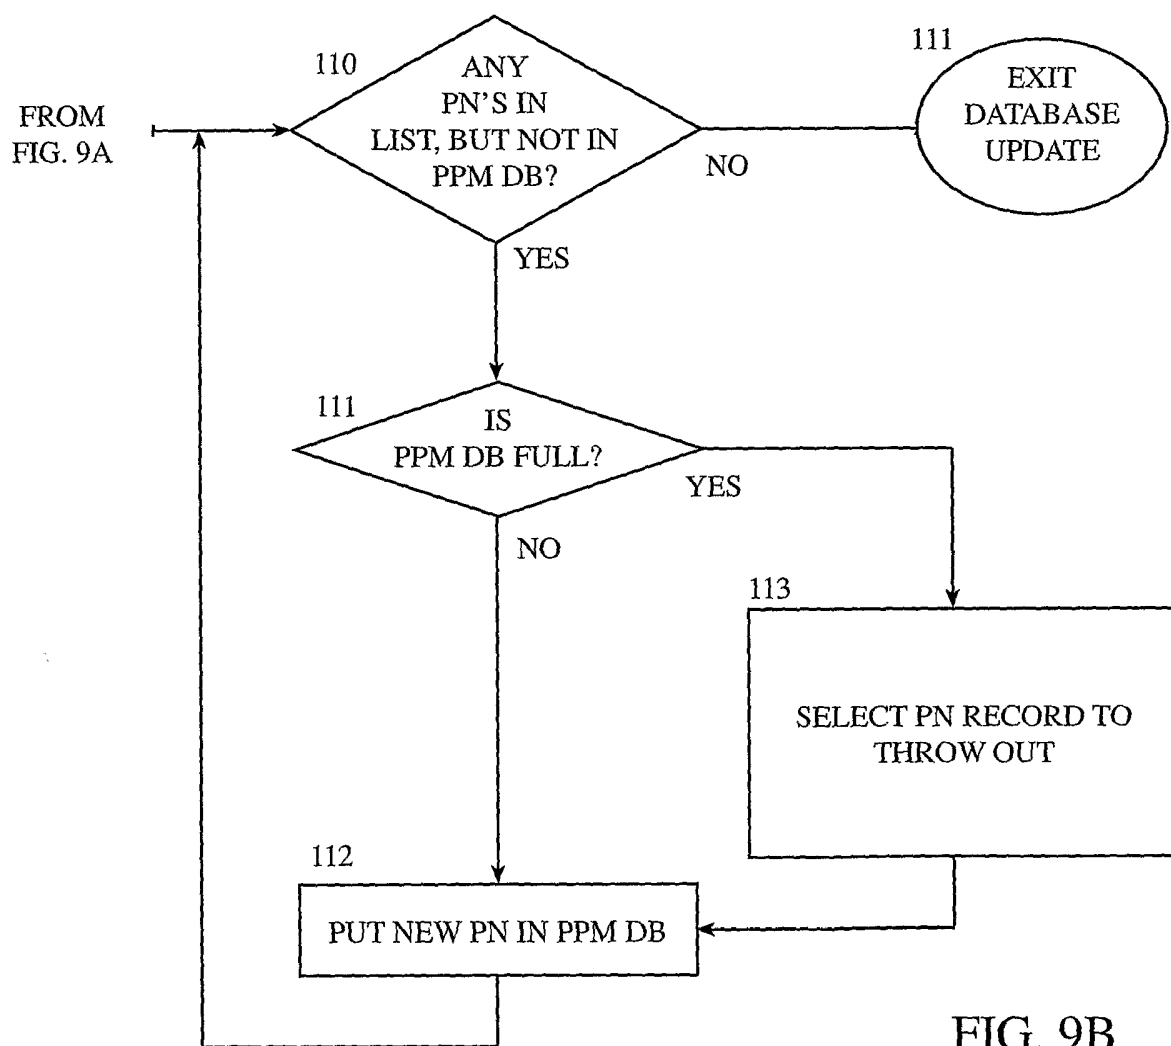 110
ANY
PN'S IN
LIST, BUT NOT IN
PPM DB?
111
EXIT
DATABASE
UPDATE
FROM
FIG. 9A
NO
YES
111
IS
PPM DB FULL?
YES
NO
113
SELECT PN RECORD TO
THROW OUT
112
PUT NEW PN IN PPM DB
FIG. 9B